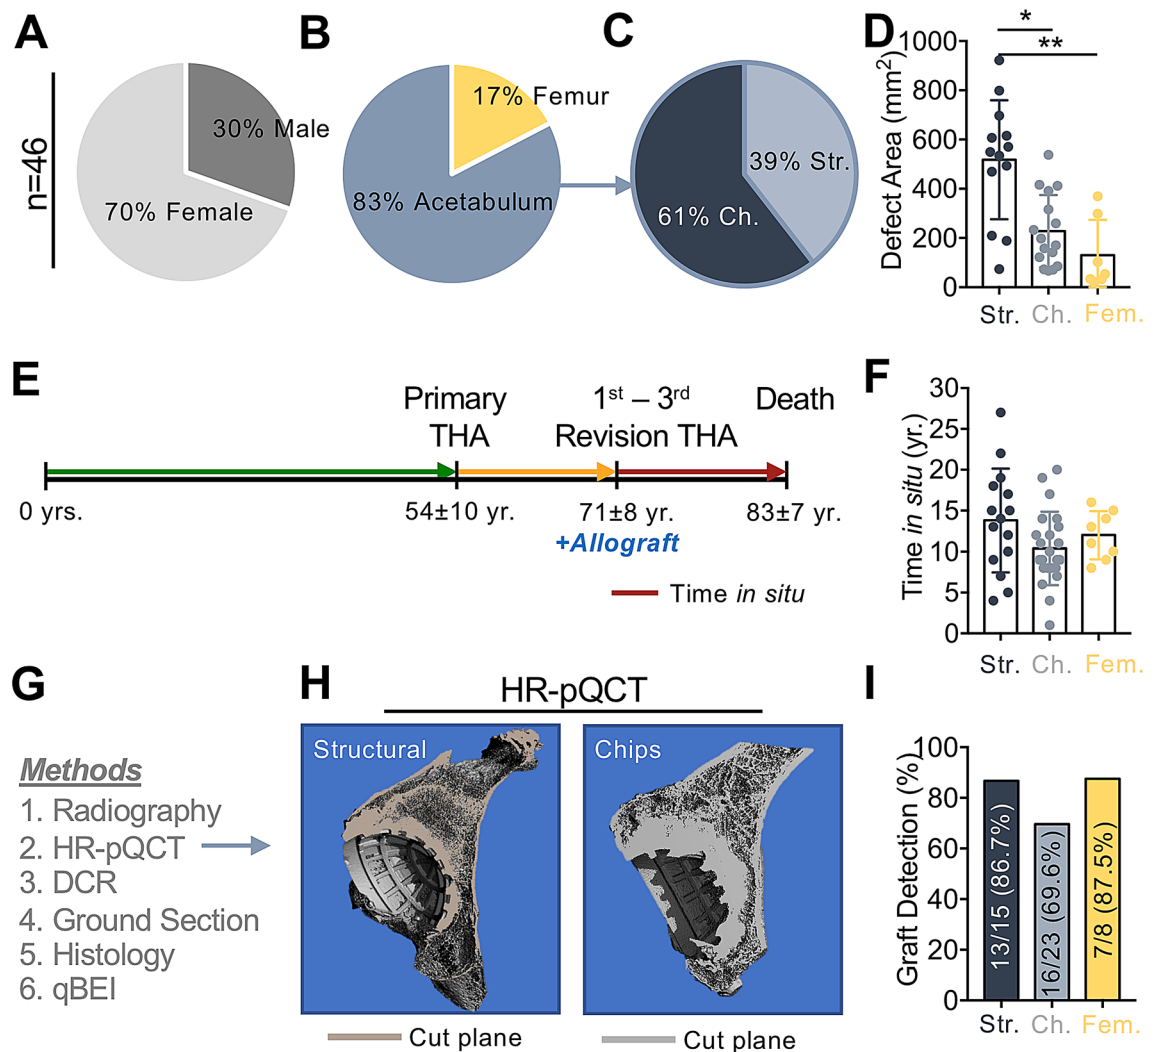 A
n=46
30% Male
70% Female
B
17% Femur
83% Acetabulum
C
39% Str.
61% Ch.
D
Defect Area (mm²)
1000
800
600
400
200
0
*
**
Str.
Ch.
Fem.
E
Primary
THA
1st – 3rd
Revision THA
Death
0 yrs.
54±10 yr.
71±8 yr.
83±7 yr.
+Allograft
Time in situ
F
Time in situ (yr.)
30
25
20
15
10
5
0
Str.
Ch.
Fem.
G
Methods
1. Radiography
2. HR-pQCT
3. DCR
4. Ground Section
5. Histology
6. qBEI
H
HR-pQCT
Structural
Chips
Cut plane
Cut plane
I
Graft Detection (%)
100
80
60
40
20
0
13/15 (86.7%)
16/23 (69.6%)
7/8 (87.5%)
Str.
Ch.
Fem.